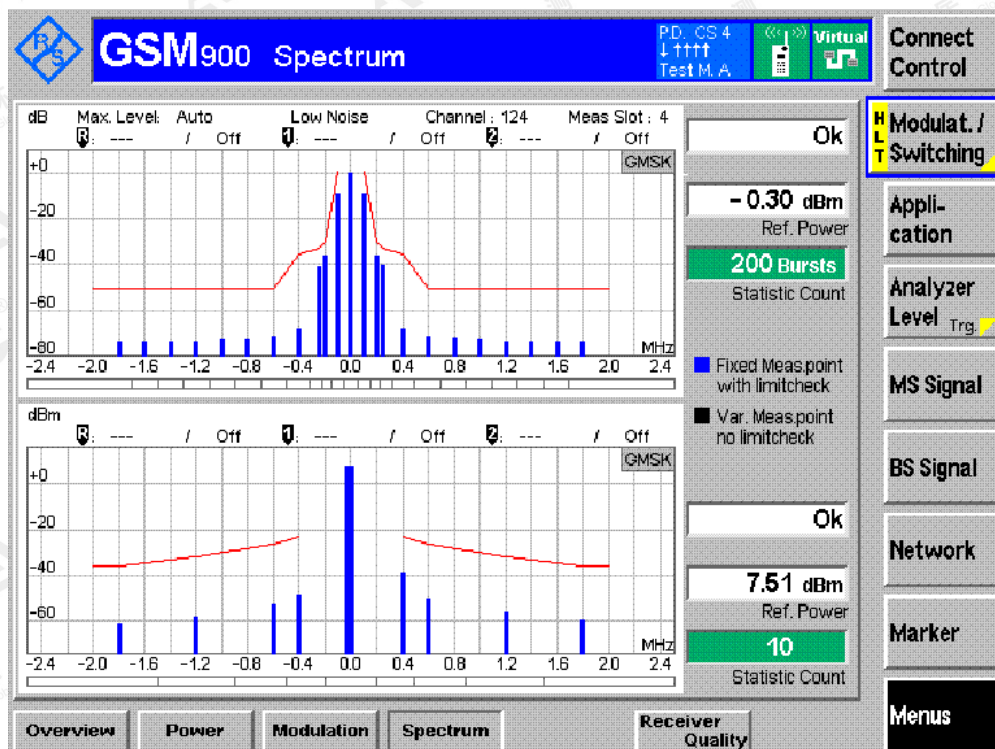 R&S
GSM900 Spectrum
P.D. CS 4
↓ ↑↑↑↑
Test M. A
Virtual
Connect
Control
H
L
T
Modulat. /
Switching
Appli-
cation
Analyzer
Level Trg.
MS Signal
BS Signal
Network
Marker
Menus
dB Max. Level: Auto Low Noise Channel : 124 Meas Slot : 4
R: --- / Off 1: --- / Off 2: --- / Off
GMSK
+0
-20
-40
-60
-80
MHz
-2.4 -2.0 -1.6 -1.2 -0.8 -0.4 0.0 0.4 0.8 1.2 1.6 2.0 2.4
Ok
-0.30 dBm
Ref. Power
200 Bursts
Statistic Count
Fixed Meas.point
with limitcheck
Var. Meas.point
no limitcheck
dBm
R: --- / Off 1: --- / Off 2: --- / Off
GMSK
+0
-20
-40
-60
MHz
-2.4 -2.0 -1.6 -1.2 -0.8 -0.4 0.0 0.4 0.8 1.2 1.6 2.0 2.4
Ok
7.51 dBm
Ref. Power
10
Statistic Count
Overview
Power
Modulation
Spectrum
Receiver
Quality